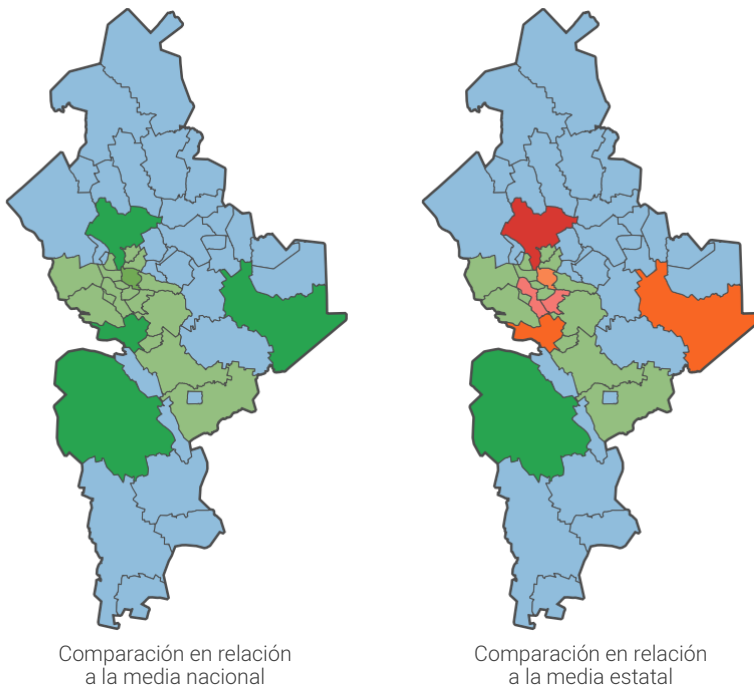 Comparación en relación
a la media nacional
Comparación en relación
a la media estatal